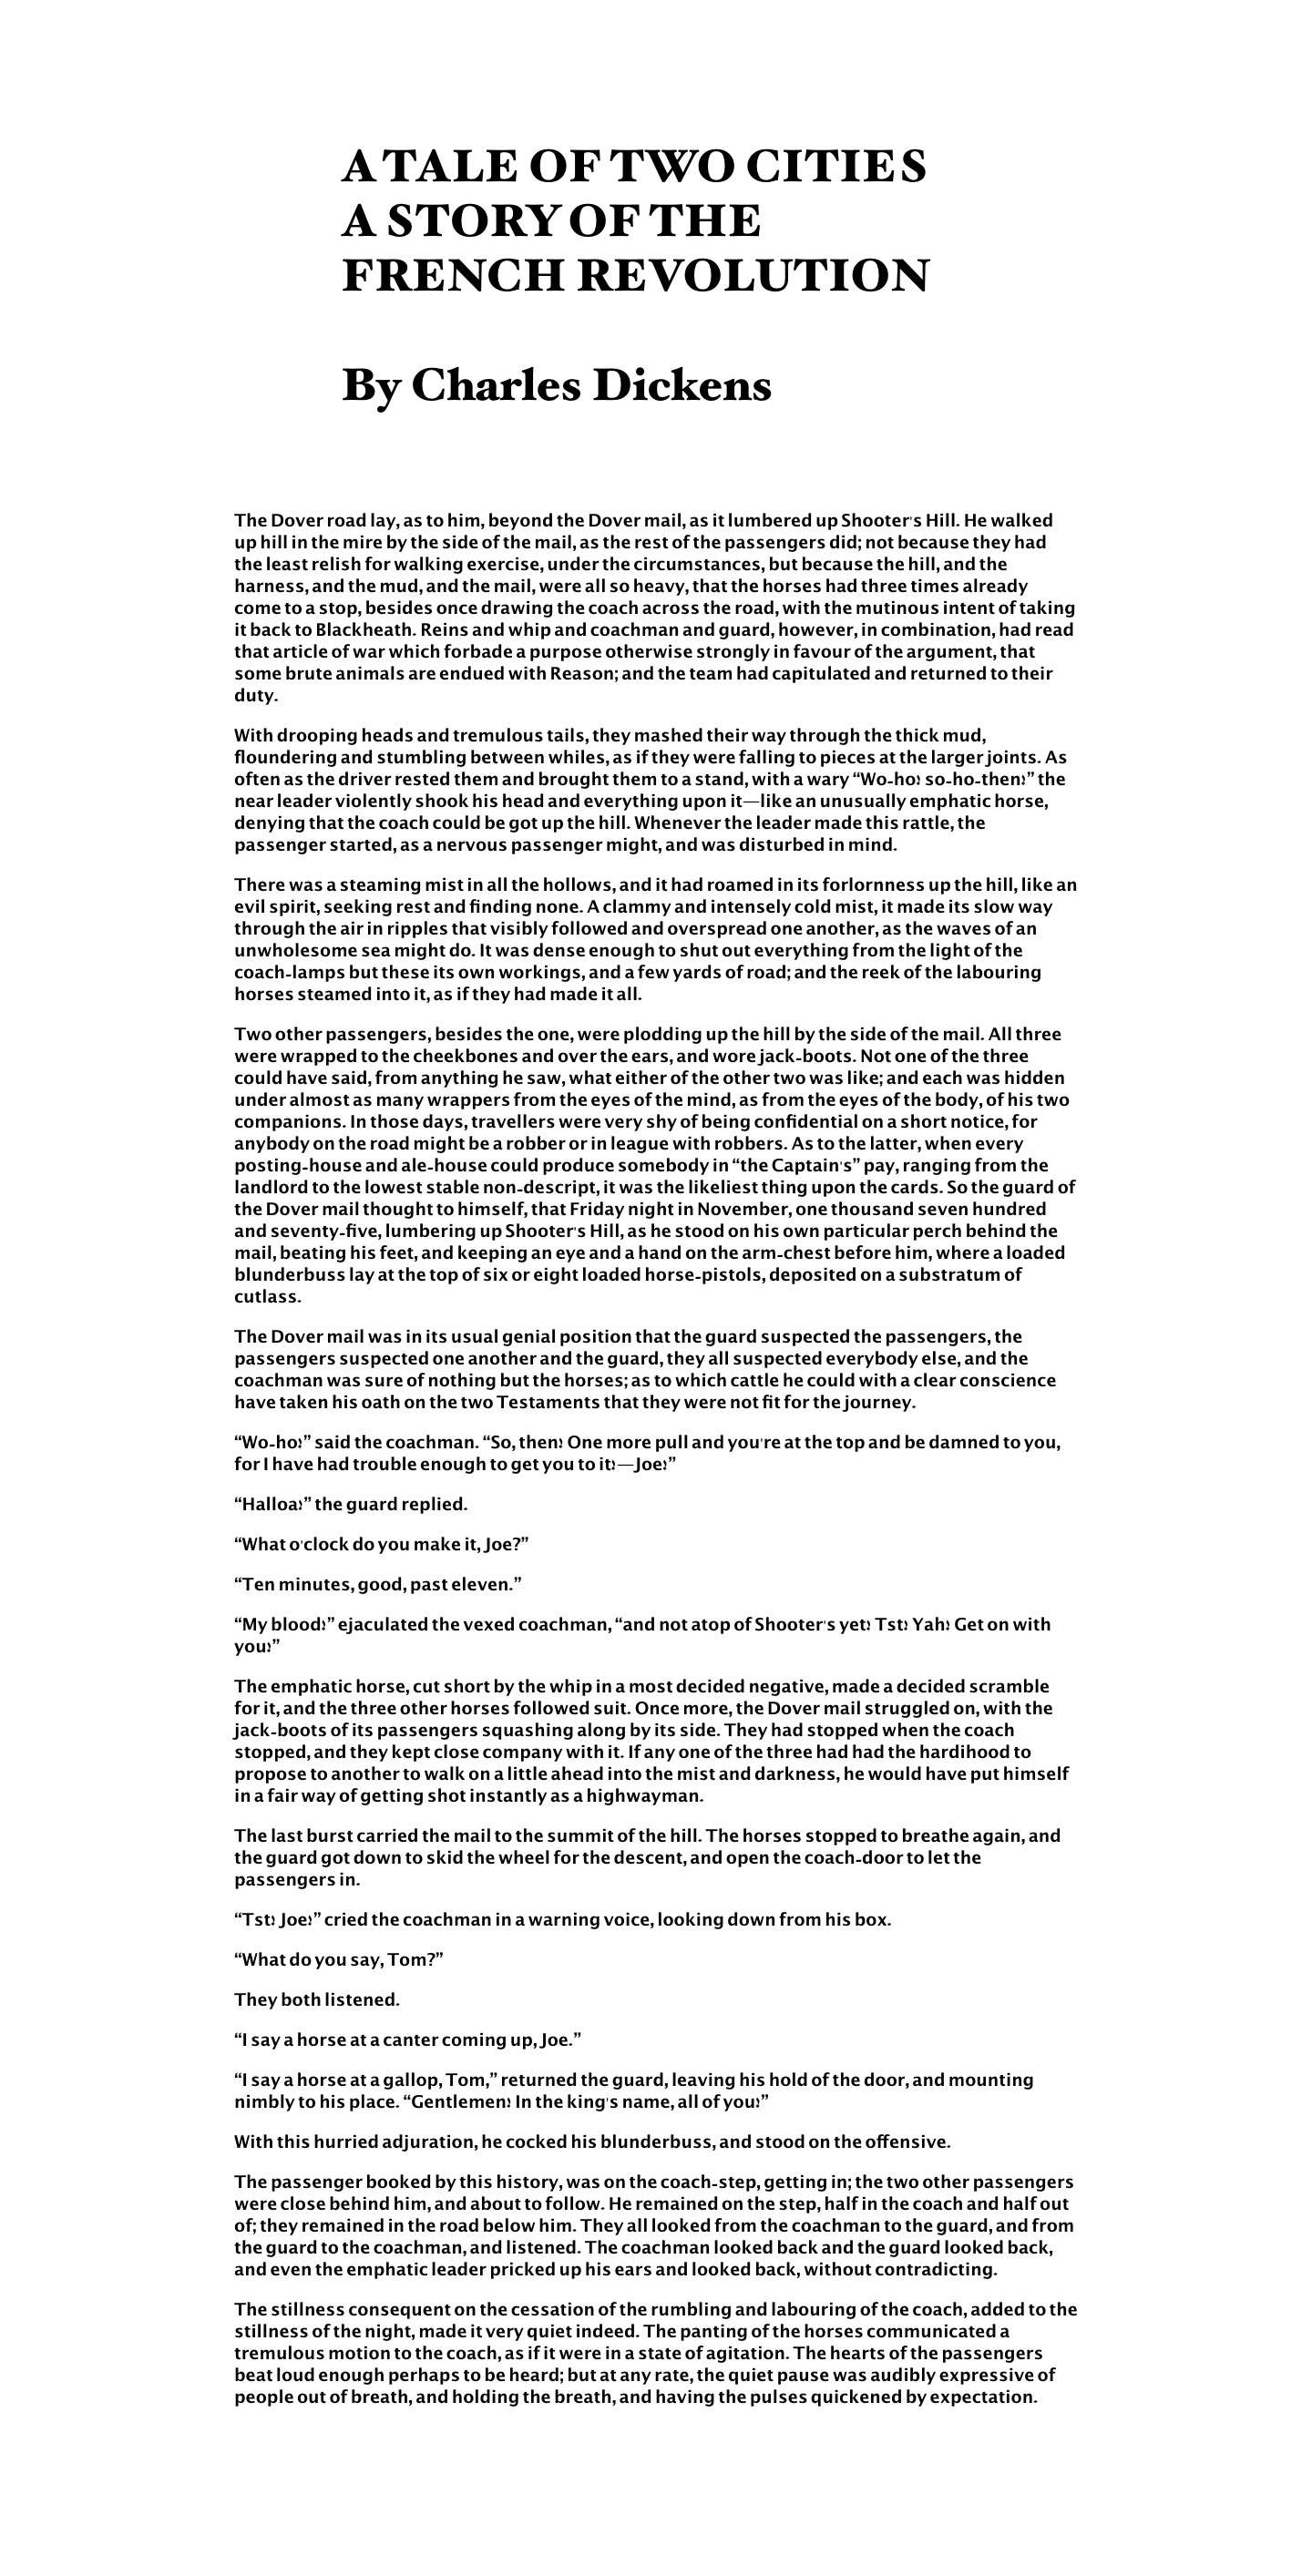 A TALE OF TWO CITIES
A STORY OF THE
FRENCH REVOLUTION
By Charles Dickens
The Dover road lay, as to him, beyond the Dover mail, as it lumbered up Shooter's Hill. He walked
up hill in the mire by the side of the mail, as the rest of the passengers did; not because they had
the least relish for walking exercise, under the circumstances, but because the hill, and the
harness, and the mud, and the mail, were all so heavy, that the horses had three times already
come to a stop, besides once drawing the coach across the road, with the mutinous intent of taking
it back to Blackheath. Reins and whip and coachman and guard, however, in combination, had read
that article of war which forbade a purpose otherwise strongly in favour of the argument, that
some brute animals are endued with Reason; and the team had capitulated and returned to their
duty.
With drooping heads and tremulous tails, they mashed their way through the thick mud,
floundering and stumbling between whiles, as if they were falling to pieces at the larger joints. As
often as the driver rested them and brought them to a stand, with a wary “Wo-ho! so-ho-then!” the
near leader violently shook his head and everything upon it—like an unusually emphatic horse,
denying that the coach could be got up the hill. Whenever the leader made this rattle, the
passenger started, as a nervous passenger might, and was disturbed in mind.
There was a steaming mist in all the hollows, and it had roamed in its forlornness up the hill, like an
evil spirit, seeking rest and finding none. A clammy and intensely cold mist, it made its slow way
through the air in ripples that visibly followed and overspread one another, as the waves of an
unwholesome sea might do. It was dense enough to shut out everything from the light of the
coach-lamps but these its own workings, and a few yards of road; and the reek of the labouring
horses steamed into it, as if they had made it all.
Two other passengers, besides the one, were plodding up the hill by the side of the mail. All three
were wrapped to the cheekbones and over the ears, and wore jack-boots. Not one of the three
could have said, from anything he saw, what either of the other two was like; and each was hidden
under almost as many wrappers from the eyes of the mind, as from the eyes of the body, of his two
companions. In those days, travellers were very shy of being confidential on a short notice, for
anybody on the road might be a robber or in league with robbers. As to the latter, when every
posting-house and ale-house could produce somebody in “the Captain's” pay, ranging from the
landlord to the lowest stable non-descript, it was the likeliest thing upon the cards. So the guard of
the Dover mail thought to himself, that Friday night in November, one thousand seven hundred
and seventy-five, lumbering up Shooter's Hill, as he stood on his own particular perch behind the
mail, beating his feet, and keeping an eye and a hand on the arm-chest before him, where a loaded
blunderbuss lay at the top of six or eight loaded horse-pistols, deposited on a substratum of
cutlass.
The Dover mail was in its usual genial position that the guard suspected the passengers, the
passengers suspected one another and the guard, they all suspected everybody else, and the
coachman was sure of nothing but the horses; as to which cattle he could with a clear conscience
have taken his oath on the two Testaments that they were not fit for the journey.
“Wo-ho!” said the coachman. “So, then! One more pull and you're at the top and be damned to you,
for I have had trouble enough to get you to it!—Joe!”
“Halloa!” the guard replied.
“What o'clock do you make it, Joe?”
“Ten minutes, good, past eleven.”
“My blood!” ejaculated the vexed coachman, “and not atop of Shooter's yet! Tst! Yah! Get on with
you!”
The emphatic horse, cut short by the whip in a most decided negative, made a decided scramble
for it, and the three other horses followed suit. Once more, the Dover mail struggled on, with the
jack-boots of its passengers squashing along by its side. They had stopped when the coach
stopped, and they kept close company with it. If any one of the three had had the hardihood to
propose to another to walk on a little ahead into the mist and darkness, he would have put himself
in a fair way of getting shot instantly as a highwayman.
The last burst carried the mail to the summit of the hill. The horses stopped to breathe again, and
the guard got down to skid the wheel for the descent, and open the coach-door to let the
passengers in.
“Tst! Joe!” cried the coachman in a warning voice, looking down from his box.
“What do you say, Tom?”
They both listened.
“I say a horse at a canter coming up, Joe.”
“I say a horse at a gallop, Tom,” returned the guard, leaving his hold of the door, and mounting
nimbly to his place. “Gentlemen! In the king's name, all of you!”
With this hurried adjuration, he cocked his blunderbuss, and stood on the offensive.
The passenger booked by this history, was on the coach-step, getting in; the two other passengers
were close behind him, and about to follow. He remained on the step, half in the coach and half out
of; they remained in the road below him. They all looked from the coachman to the guard, and from
the guard to the coachman, and listened. The coachman looked back and the guard looked back,
and even the emphatic leader pricked up his ears and looked back, without contradicting.
The stillness consequent on the cessation of the rumbling and labouring of the coach, added to the
stillness of the night, made it very quiet indeed. The panting of the horses communicated a
tremulous motion to the coach, as if it were in a state of agitation. The hearts of the passengers
beat loud enough perhaps to be heard; but at any rate, the quiet pause was audibly expressive of
people out of breath, and holding the breath, and having the pulses quickened by expectation.